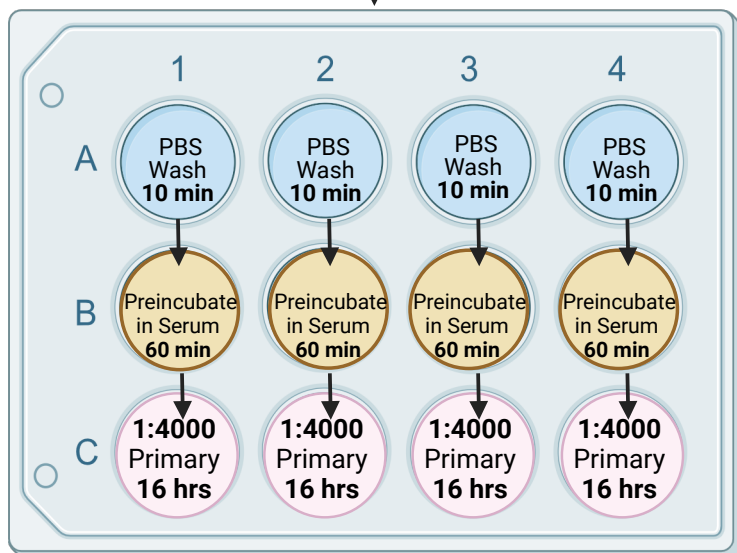 1 2 3 4
A
PBS
Wash
10 min
PBS
Wash
10 min
PBS
Wash
10 min
PBS
Wash
10 min
B
Preincubate
in Serum
60 min
Preincubate
in Serum
60 min
Preincubate
in Serum
60 min
Preincubate
in Serum
60 min
C
1:4000
Primary
16 hrs
1:4000
Primary
16 hrs
1:4000
Primary
16 hrs
1:4000
Primary
16 hrs